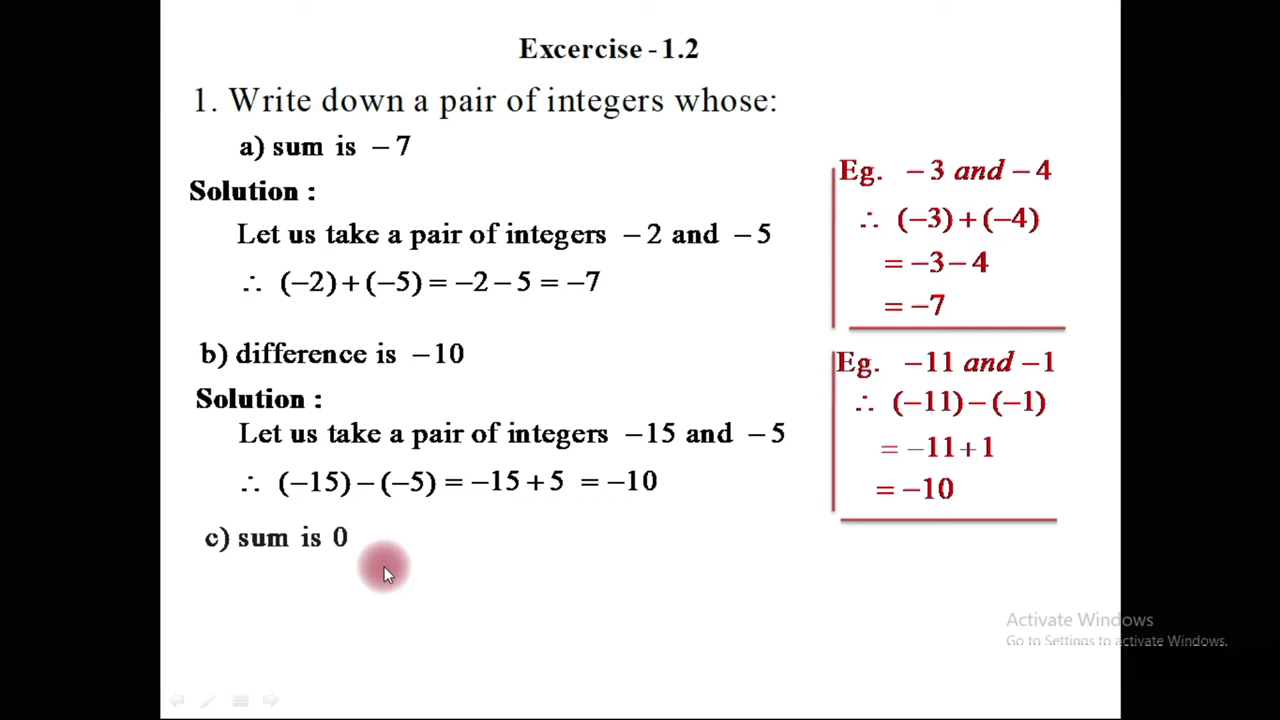 Excercise - 1.2
1. Write down a pair of integers whose:
a) sum is − 7
Solution :
Let us take a pair of integers − 2 and − 5
∴ (−2) + (−5) = −2 − 5 = −7
b) difference is −10
Solution :
Let us take a pair of integers −15 and − 5
∴ (−15) − (−5) = −15 + 5 = −10
c) sum is 0
Eg. − 3 and − 4
∴ (−3) + (−4)
= −3 − 4
= −7
Eg. −11 and −1
∴ (−11) − (−1)
= −11 + 1
= −10
Activate Windows
Go to Settings to activate Windows.